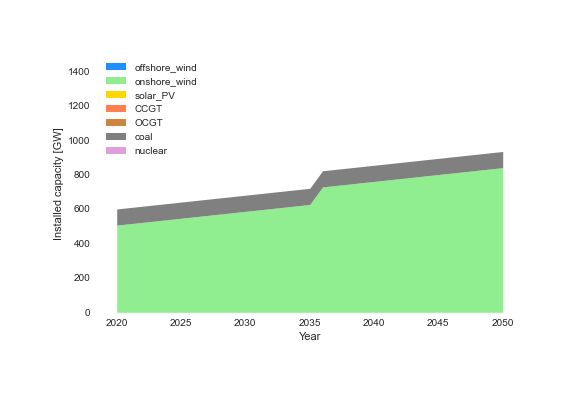 offshore_wind
onshore_wind
solar_PV
CCGT
OCGT
coal
nuclear
1400
1200
1000
800
600
400
200
0
Installed capacity [GW]
2020 2025 2030 2035 2040 2045 2050
Year